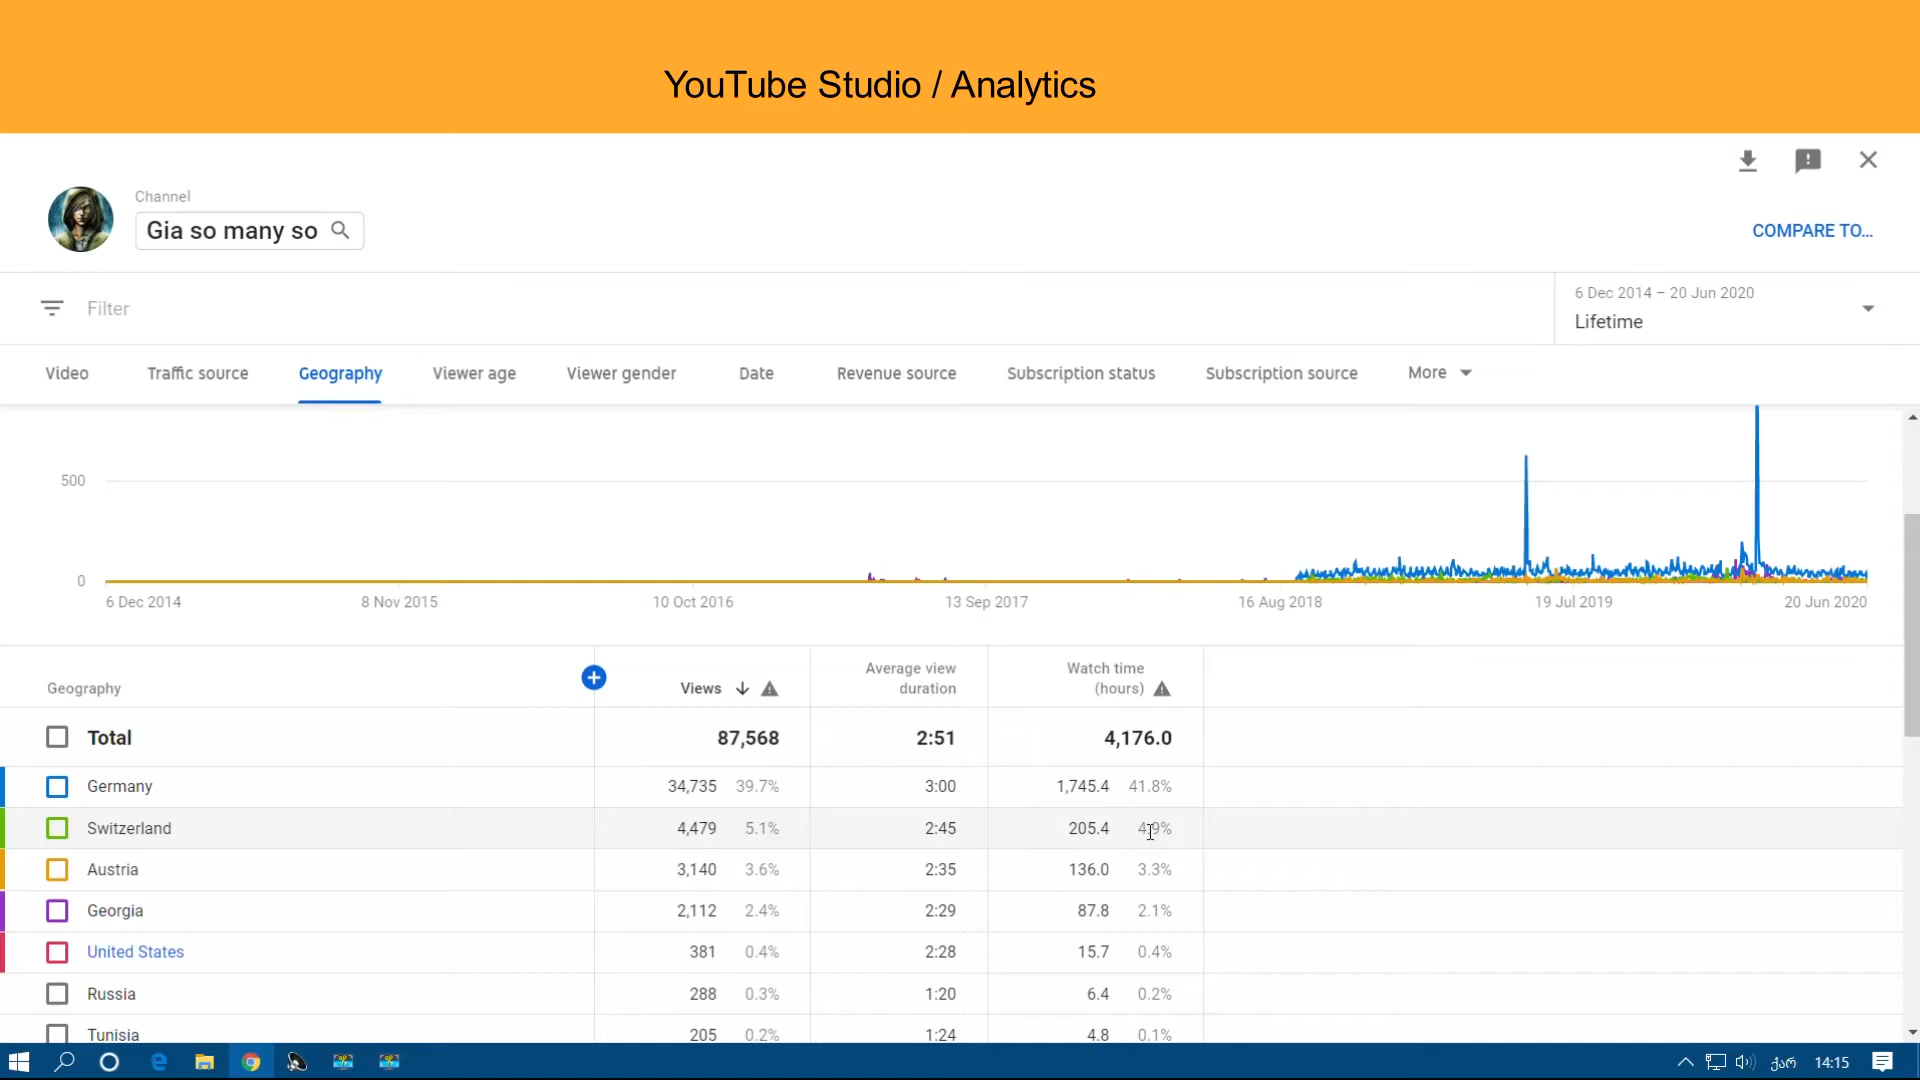 YouTube Studio / Analytics
Channel
Gia so many so
COMPARE TO...
Filter
6 Dec 2014 – 20 Jun 2020
Lifetime
Video Traffic source Geography Viewer age Viewer gender Date Revenue source Subscription status Subscription source More
500
0
6 Dec 2014 8 Nov 2015 10 Oct 2016 13 Sep 2017 16 Aug 2018 19 Jul 2019 20 Jun 2020
Geography Views Average view duration Watch time (hours)
Total 87,568 2:51 4,176.0
Germany 34,735 39.7% 3:00 1,745.4 41.8%
Switzerland 4,479 5.1% 2:45 205.4 4.9%
Austria 3,140 3.6% 2:35 136.0 3.3%
Georgia 2,112 2.4% 2:29 87.8 2.1%
United States 381 0.4% 2:28 15.7 0.4%
Russia 288 0.3% 1:20 6.4 0.2%
Tunisia 205 0.2% 1:24 4.8 0.1%
ქარ 14:15